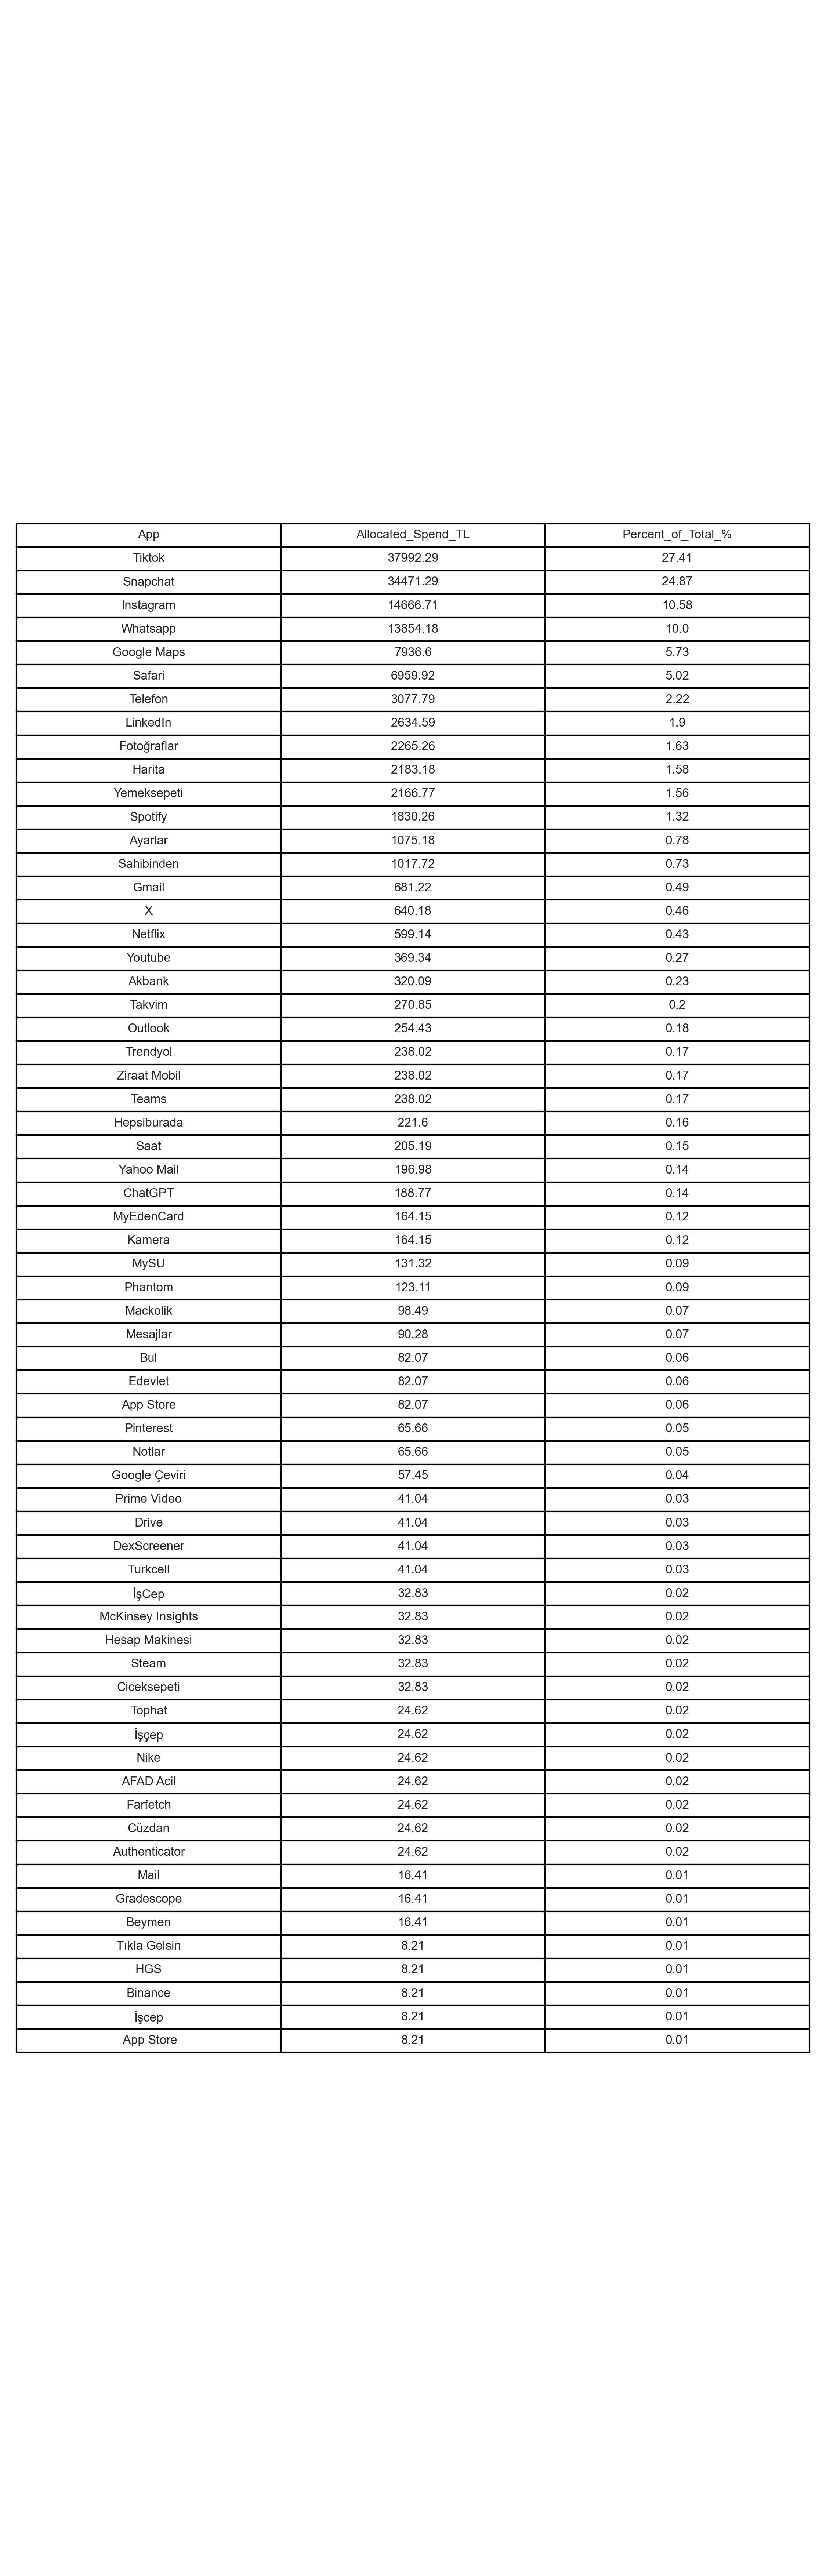 App Allocated_Spend_TL Percent_of_Total_%
Tiktok 37992.29 27.41
Snapchat 34471.29 24.87
Instagram 14666.71 10.58
Whatsapp 13854.18 10.0
Google Maps 7936.6 5.73
Safari 6959.92 5.02
Telefon 3077.79 2.22
LinkedIn 2634.59 1.9
Fotoğraflar 2265.26 1.63
Harita 2183.18 1.58
Yemeksepeti 2166.77 1.56
Spotify 1830.26 1.32
Ayarlar 1075.18 0.78
Sahibinden 1017.72 0.73
Gmail 681.22 0.49
X 640.18 0.46
Netflix 599.14 0.43
Youtube 369.34 0.27
Akbank 320.09 0.23
Takvim 270.85 0.2
Outlook 254.43 0.18
Trendyol 238.02 0.17
Ziraat Mobil 238.02 0.17
Teams 238.02 0.17
Hepsiburada 221.6 0.16
Saat 205.19 0.15
Yahoo Mail 196.98 0.14
ChatGPT 188.77 0.14
MyEdenCard 164.15 0.12
Kamera 164.15 0.12
MySU 131.32 0.09
Phantom 123.11 0.09
Mackolik 98.49 0.07
Mesajlar 90.28 0.07
Bul 82.07 0.06
Edevlet 82.07 0.06
App Store 82.07 0.06
Pinterest 65.66 0.05
Notlar 65.66 0.05
Google Çeviri 57.45 0.04
Prime Video 41.04 0.03
Drive 41.04 0.03
DexScreener 41.04 0.03
Turkcell 41.04 0.03
İşCep 32.83 0.02
McKinsey Insights 32.83 0.02
Hesap Makinesi 32.83 0.02
Steam 32.83 0.02
Ciceksepeti 32.83 0.02
Tophat 24.62 0.02
İşçep 24.62 0.02
Nike 24.62 0.02
AFAD Acil 24.62 0.02
Farfetch 24.62 0.02
Cüzdan 24.62 0.02
Authenticator 24.62 0.02
Mail 16.41 0.01
Gradescope 16.41 0.01
Beymen 16.41 0.01
Tıkla Gelsin 8.21 0.01
HGS 8.21 0.01
Binance 8.21 0.01
İşcep 8.21 0.01
App Store 8.21 0.01